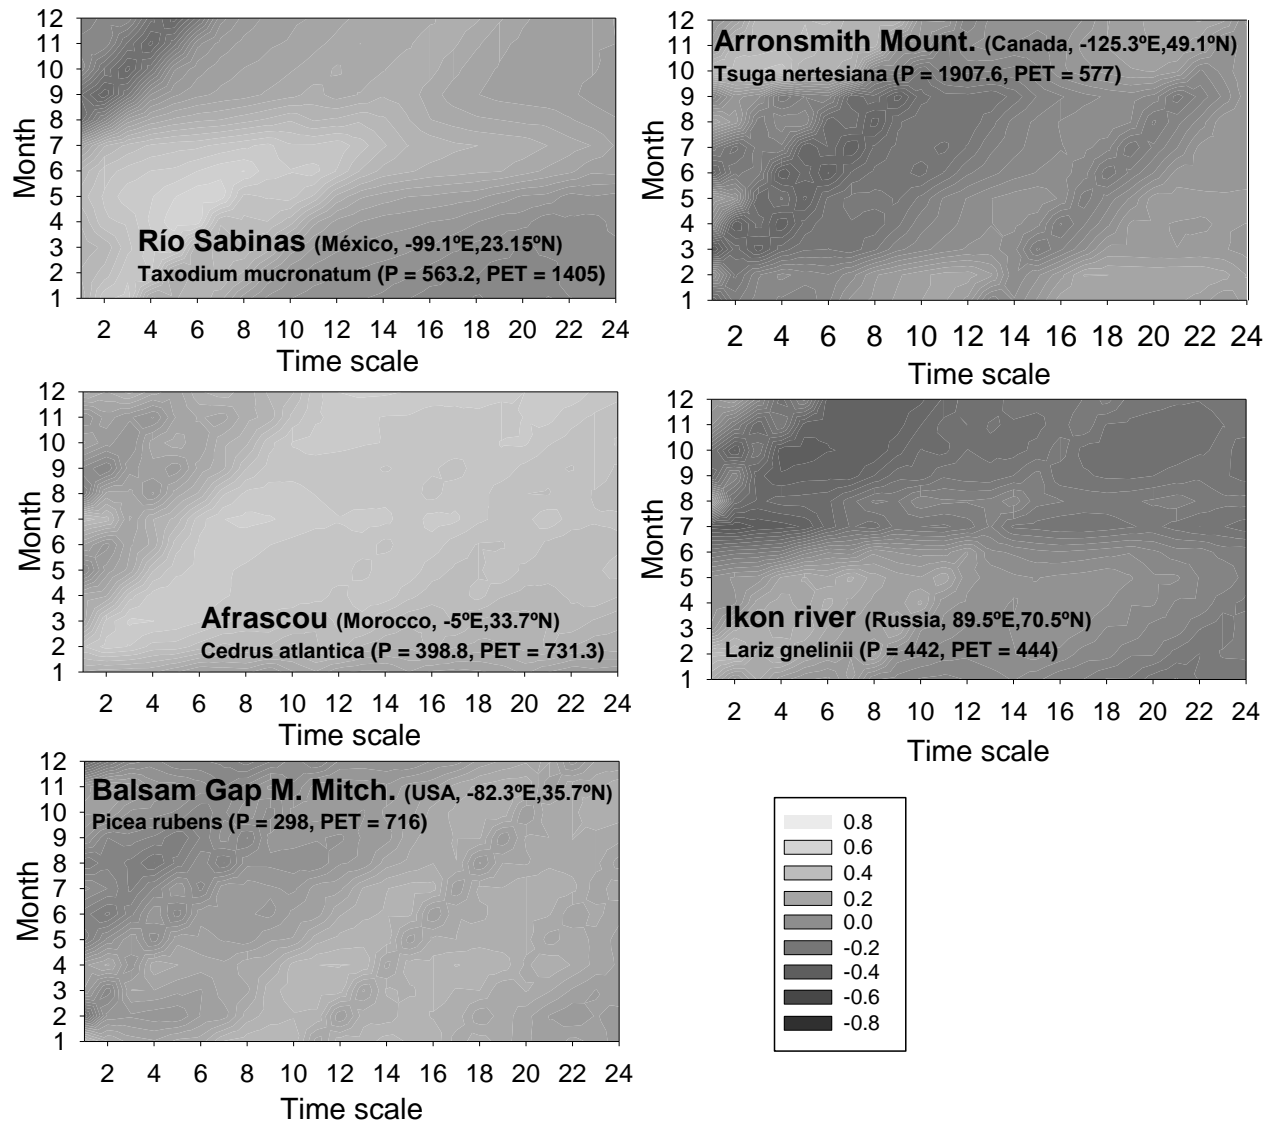 12
11
10
9
8
7
6
5
4
3
2
1
Month
Río Sabinas (México, -99.1ºE,23.15ºN)
Taxodium mucronatum (P = 563.2, PET = 1405)
2 4 6 8 10 12 14 16 18 20 22 24
Time scale
12
11
10
9
8
7
6
5
4
3
2
1
Month
Arronsmith Mount. (Canada, -125.3ºE,49.1ºN)
Tsuga nertesiana (P = 1907.6, PET = 577)
2 4 6 8 10 12 14 16 18 20 22 24
Time scale
12
11
10
9
8
7
6
5
4
3
2
1
Month
Afrascou (Morocco, -5ºE,33.7ºN)
Cedrus atlantica (P = 398.8, PET = 731.3)
2 4 6 8 10 12 14 16 18 20 22 24
Time scale
12
11
10
9
8
7
6
5
4
3
2
1
Month
Ikon river (Russia, 89.5ºE,70.5ºN)
Lariz gnelinii (P = 442, PET = 444)
2 4 6 8 10 12 14 16 18 20 22 24
Time scale
12
11
10
9
8
7
6
5
4
3
2
1
Month
Balsam Gap M. Mitch. (USA, -82.3ºE,35.7ºN)
Picea rubens (P = 298, PET = 716)
2 4 6 8 10 12 14 16 18 20 22 24
Time scale
0.8
0.6
0.4
0.2
0.0
-0.2
-0.4
-0.6
-0.8